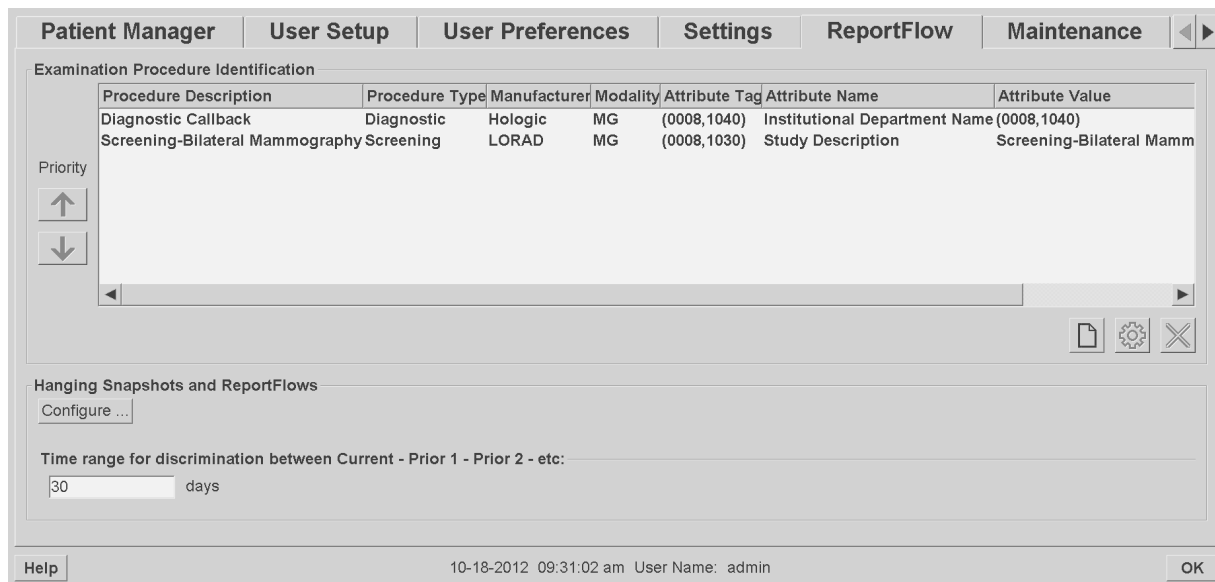 Patient Manager User Setup User Preferences Settings ReportFlow Maintenance
Examination Procedure Identification
Procedure Description Procedure Type Manufacturer Modality Attribute Tag Attribute Name Attribute Value
Diagnostic Callback Diagnostic Hologic MG (0008,1040) Institutional Department Name (0008,1040)
Screening-Bilateral Mammography Screening LORAD MG (0008,1030) Study Description Screening-Bilateral Mamm
Priority
Hanging Snapshots and ReportFlows
Configure ...
Time range for discrimination between Current - Prior 1 - Prior 2 - etc:
30 days
Help 10-18-2012 09:31:02 am User Name: admin OK